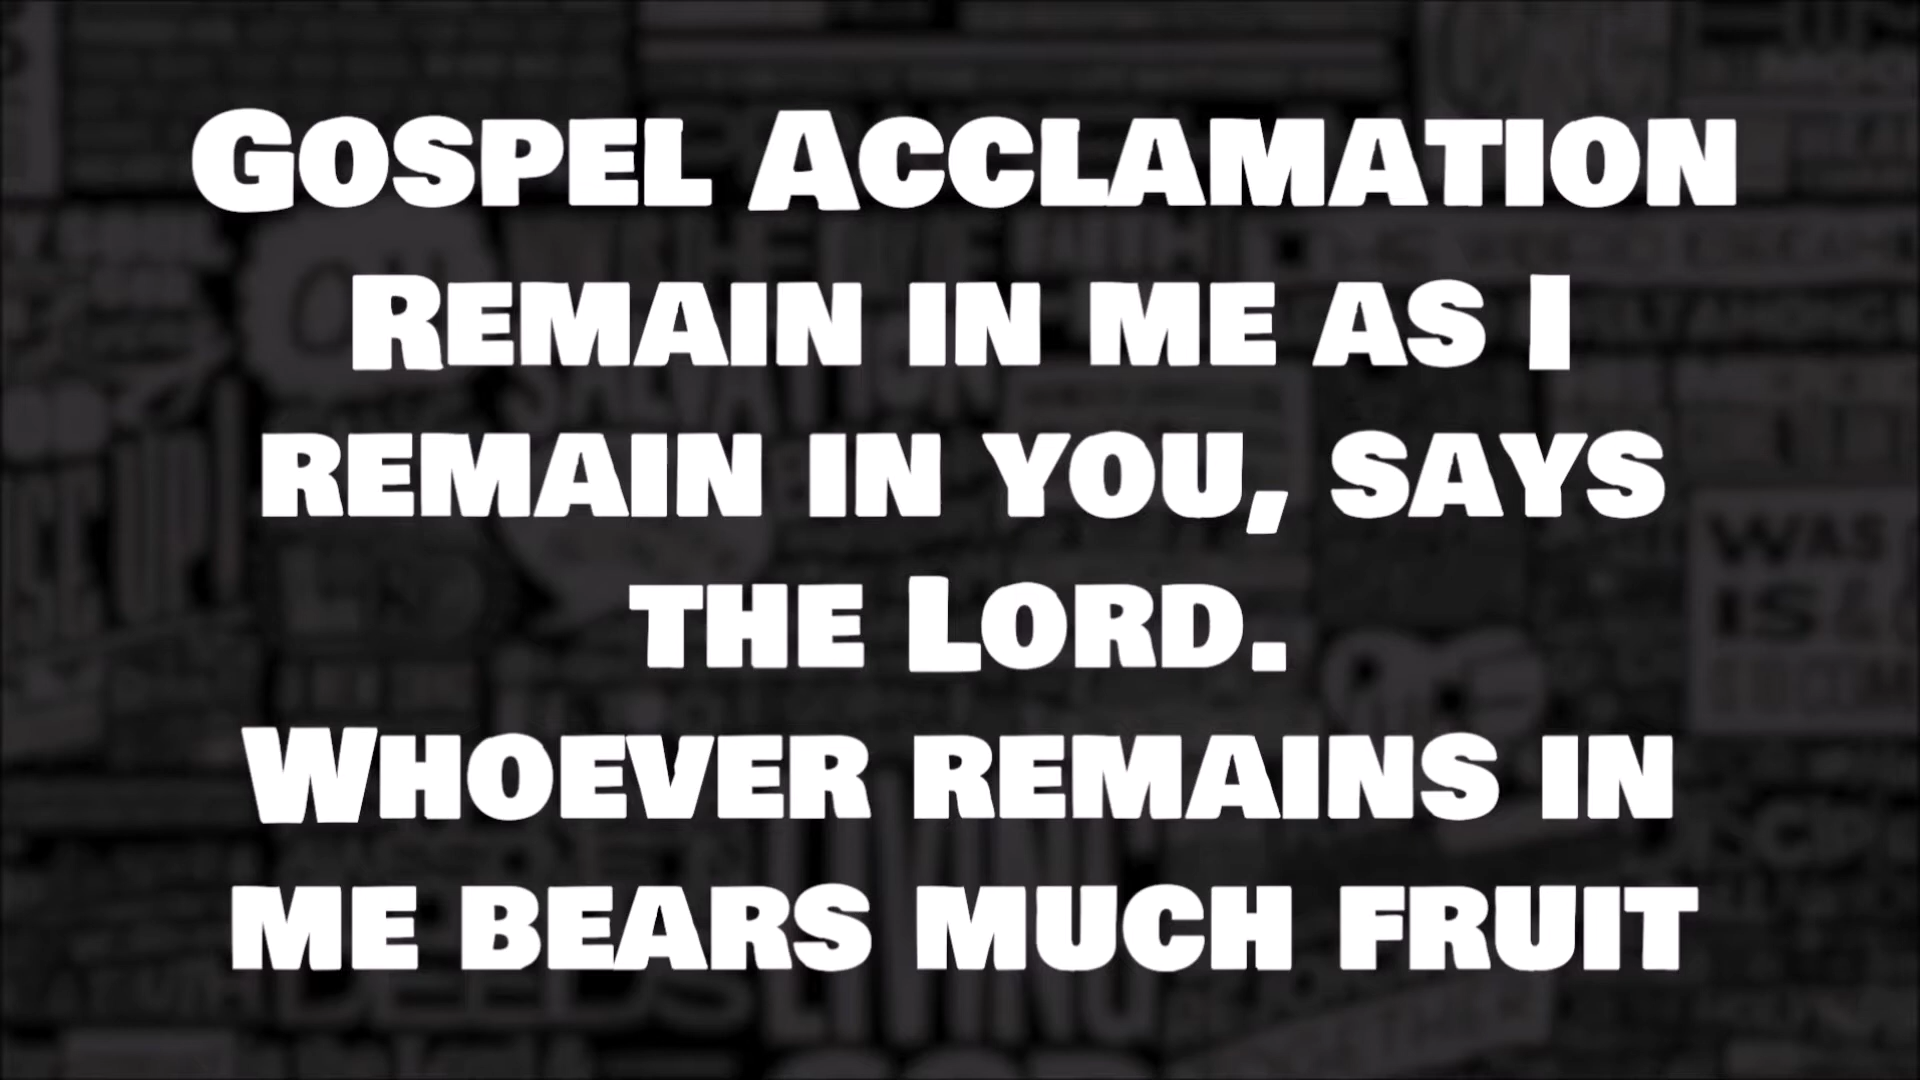 Gospel Acclamation
Remain in me as I
remain in you, says
the Lord.
Whoever remains in
me bears much fruit